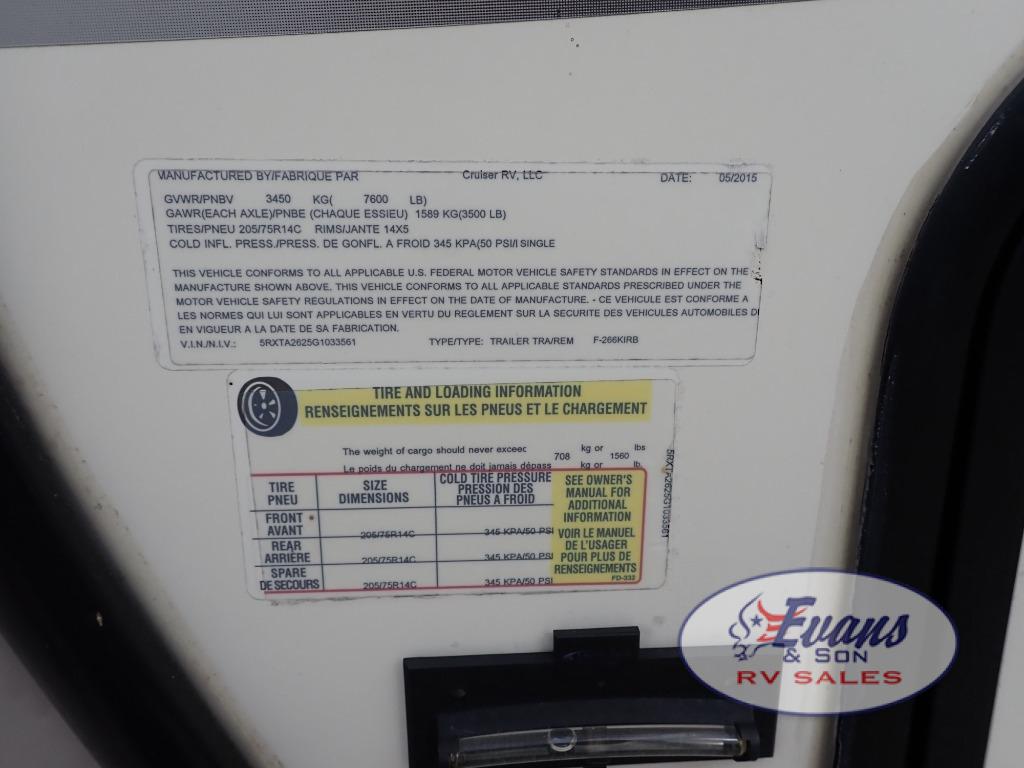 MANUFACTURED BY/FABRIQUE PAR Cruiser RV, LLC DATE: 05/2015
GVWR/PNBV 3450 KG( 7600 LB)
GAWR(EACH AXLE)/PNBE (CHAQUE ESSIEU) 1589 KG(3500 LB)
TIRES/PNEU 205/75R14C RIMS/JANTE 14X5
COLD INFL. PRESS./PRESS. DE GONFL. A FROID 345 KPA(50 PSI/I SINGLE
THIS VEHICLE CONFORMS TO ALL APPLICABLE U.S. FEDERAL MOTOR VEHICLE SAFETY STANDARDS IN EFFECT ON THE
MANUFACTURE SHOWN ABOVE. THIS VEHICLE CONFORMS TO ALL APPLICABLE STANDARDS PRESCRIBED UNDER
MOTOR VEHICLE SAFETY REGULATIONS IN EFFECT ON THE DATE OF MANUFACTURE. - CE VEHICULE EST CONFORME A
LES NORMES QUI LUI SONT APPLICABLES EN VERTU DU REGLEMENT SUR LA SECURITE DES VEHICULES AUTOMOBILES D
EN VIGUEUR A LA DATE DE SA FABRICATION.
V.I.N./N.I.V.: 5RXTA2625G1033561 TYPE/TYPE: TRAILER TRA/REM F-266KIRB
TIRE AND LOADING INFORMATION
RENSEIGNEMENTS SUR LES PNEUS ET LE CHARGEMENT
The weight of cargo should never exceec 708 kg or 1560 lbs
Le poids du chargement ne doit jamais dépass kg or lb.
TIRE
PNEU
SIZE
DIMENSIONS
COLD TIRE PRESSURE
PRESSION DES
PNEUS A FROID
SEE OWNER'S
MANUAL FOR
ADDITIONAL
INFORMATION
VOIR LE MANUEL
DE L'USAGER
POUR PLUS DE
RENSEIGNEMENTS
FD-332
FRONT
AVANT
205/75R14C 345 KPA/50 PSI
REAR
ARRIÈRE
205/75R14C 345 KPA/50 PSI
SPARE
DE SECOURS
205/75R14C 345 KPA/50 PSI
5RXTA2625G1033561
Evans
& SON
RV SALES